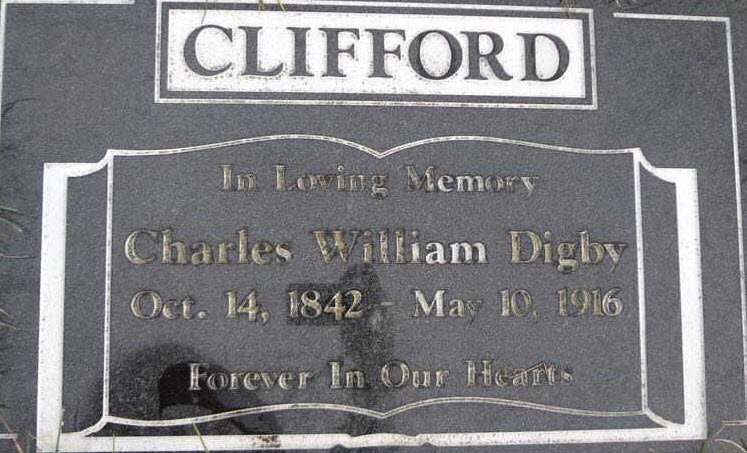 CLIFFORD
In Loving Memory
Charles William Digby
Oct. 14, 1842 - May 10, 1916
Forever In Our Hearts